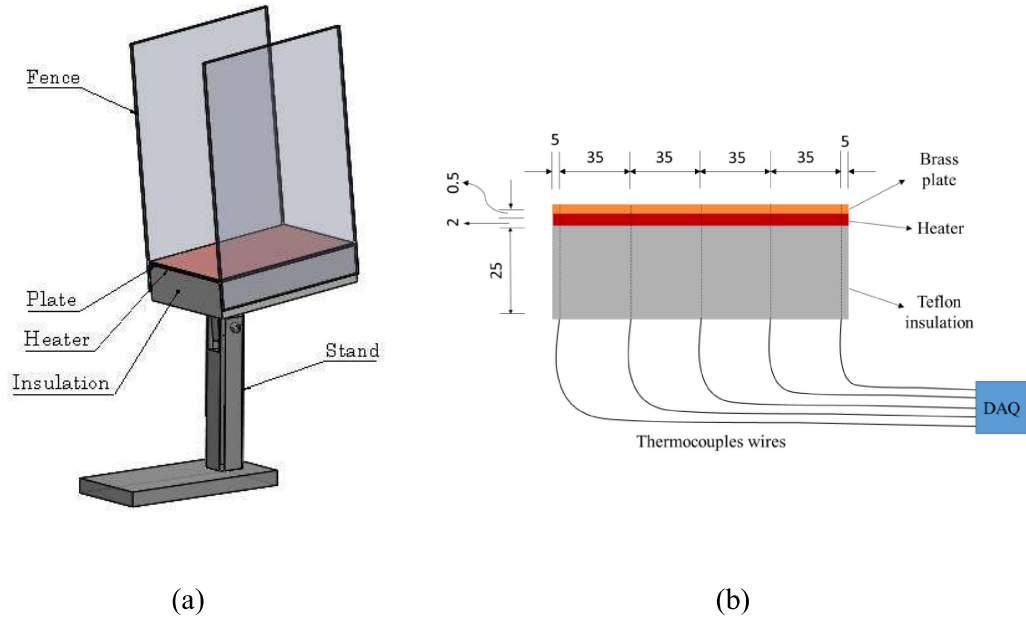 Fence
Plate
Heater
Insulation
Stand
(a)
5
35
35
35
35
5
0.5
2
25
Brass
plate
Heater
Teflon
insulation
DAQ
Thermocouples wires
(b)